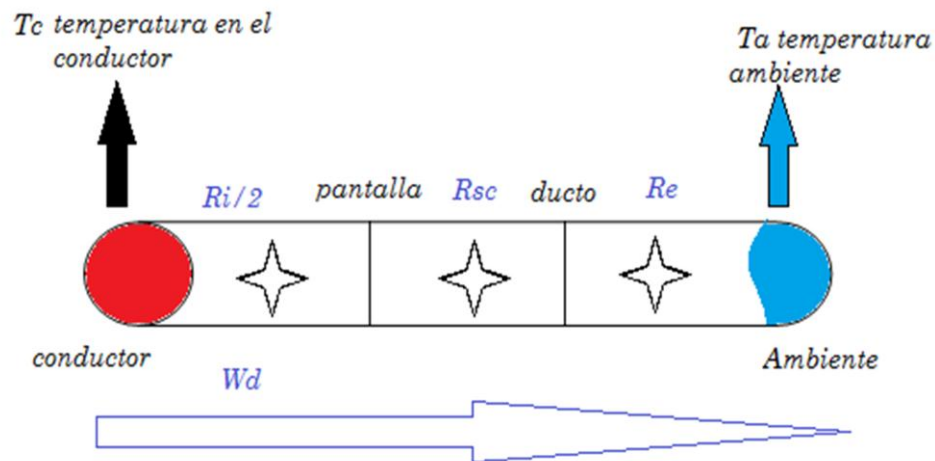 Tc temperatura en el
conductor
Ta temperatura
ambiente
Ri/2
pantalla
Rsc
ducto
Re
conductor
Ambiente
Wd